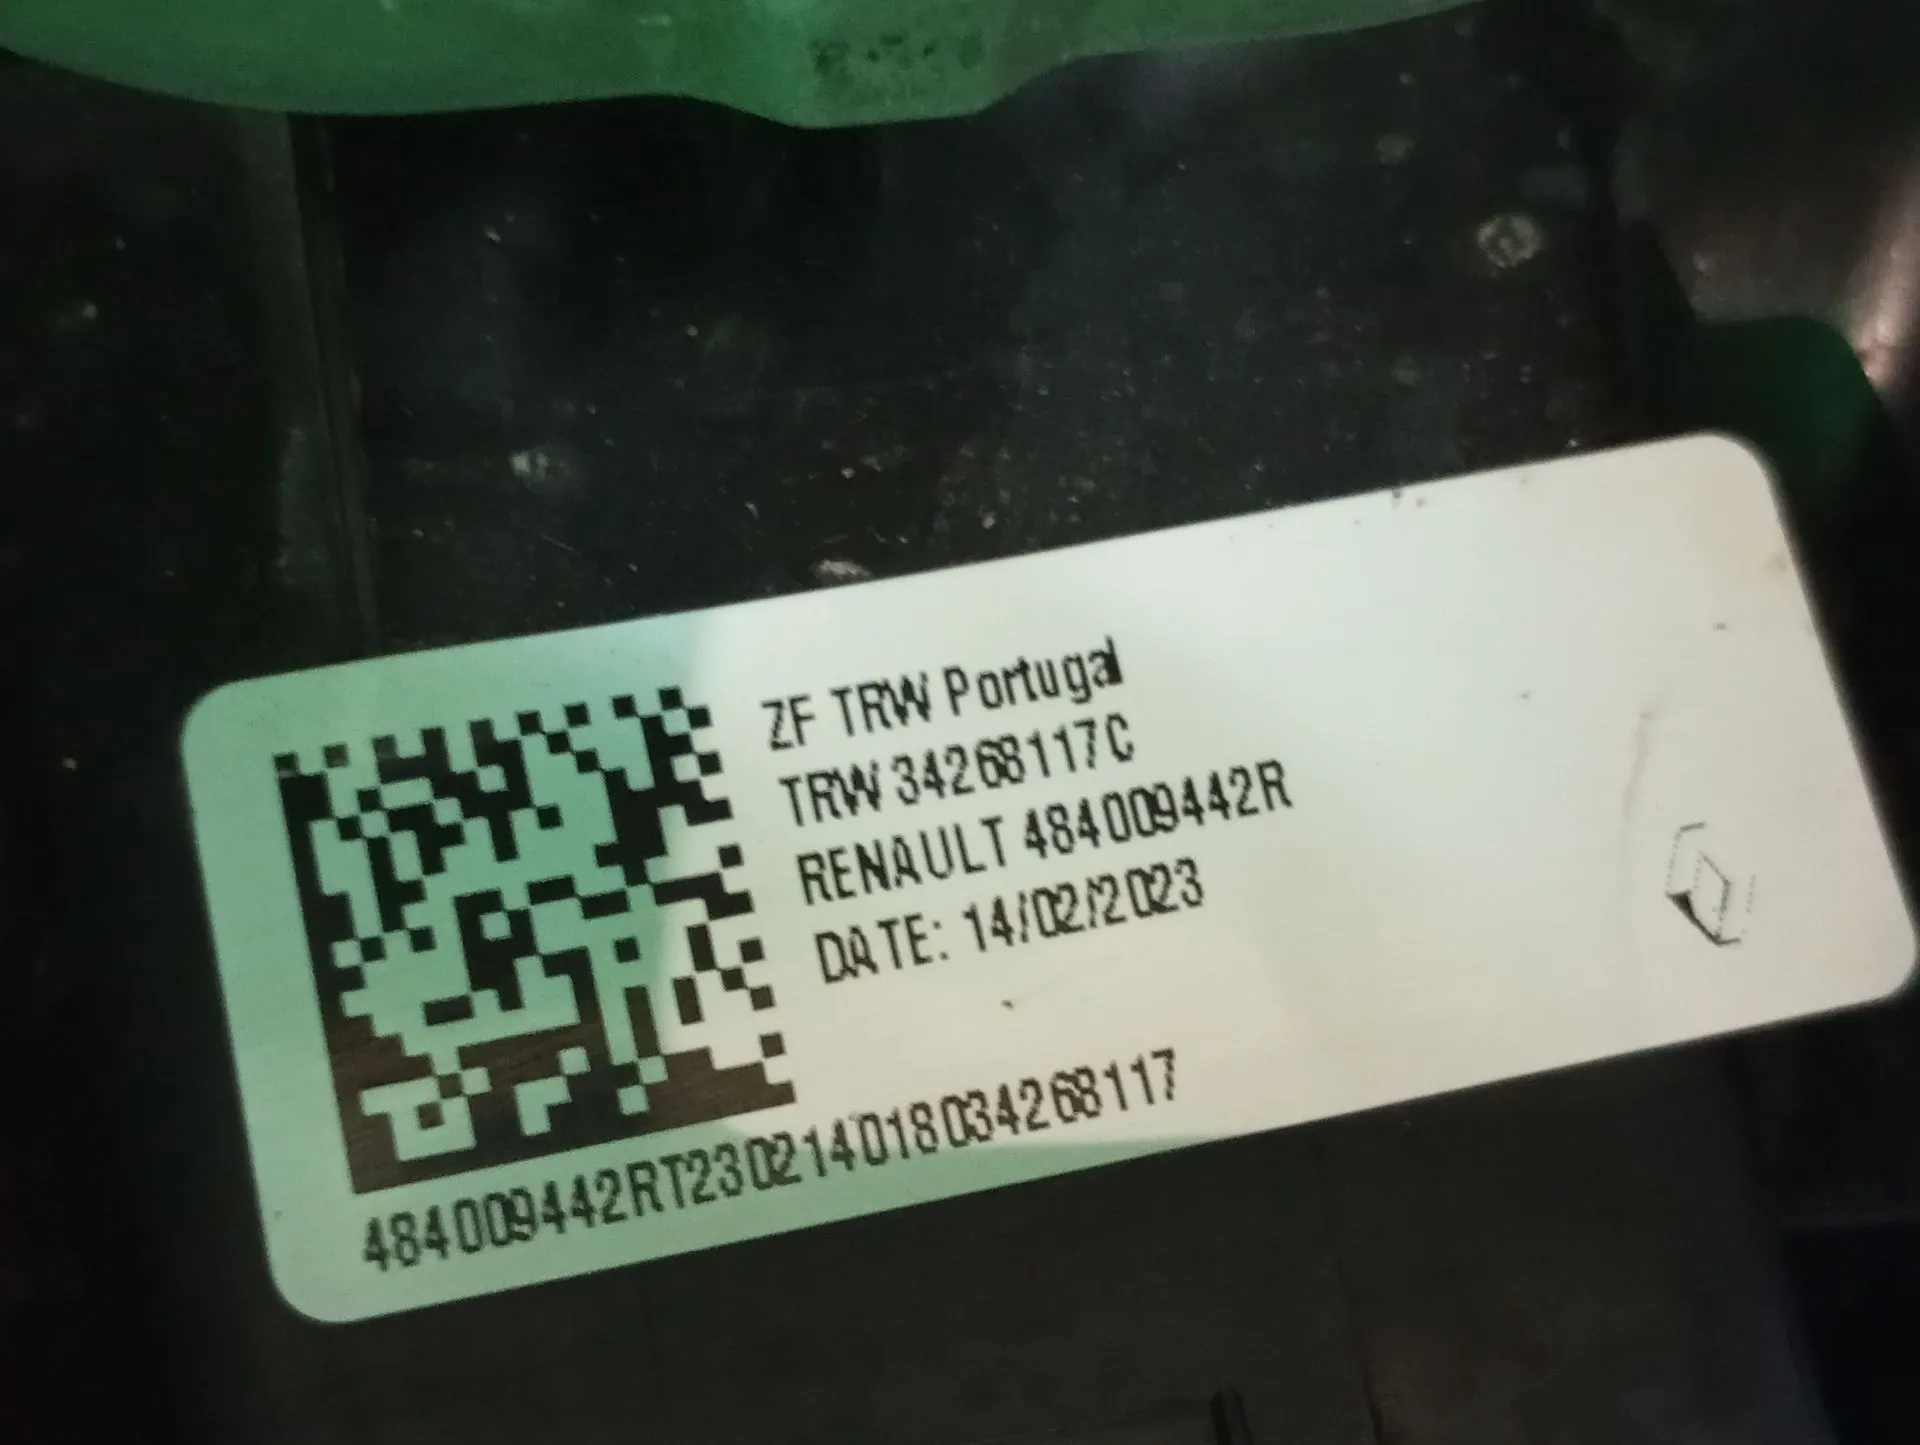 ZF TRW Portugal
TRW 34268117C
RENAULT 484009442R
DATE: 14/02/2023
484009442RT230214018034268117